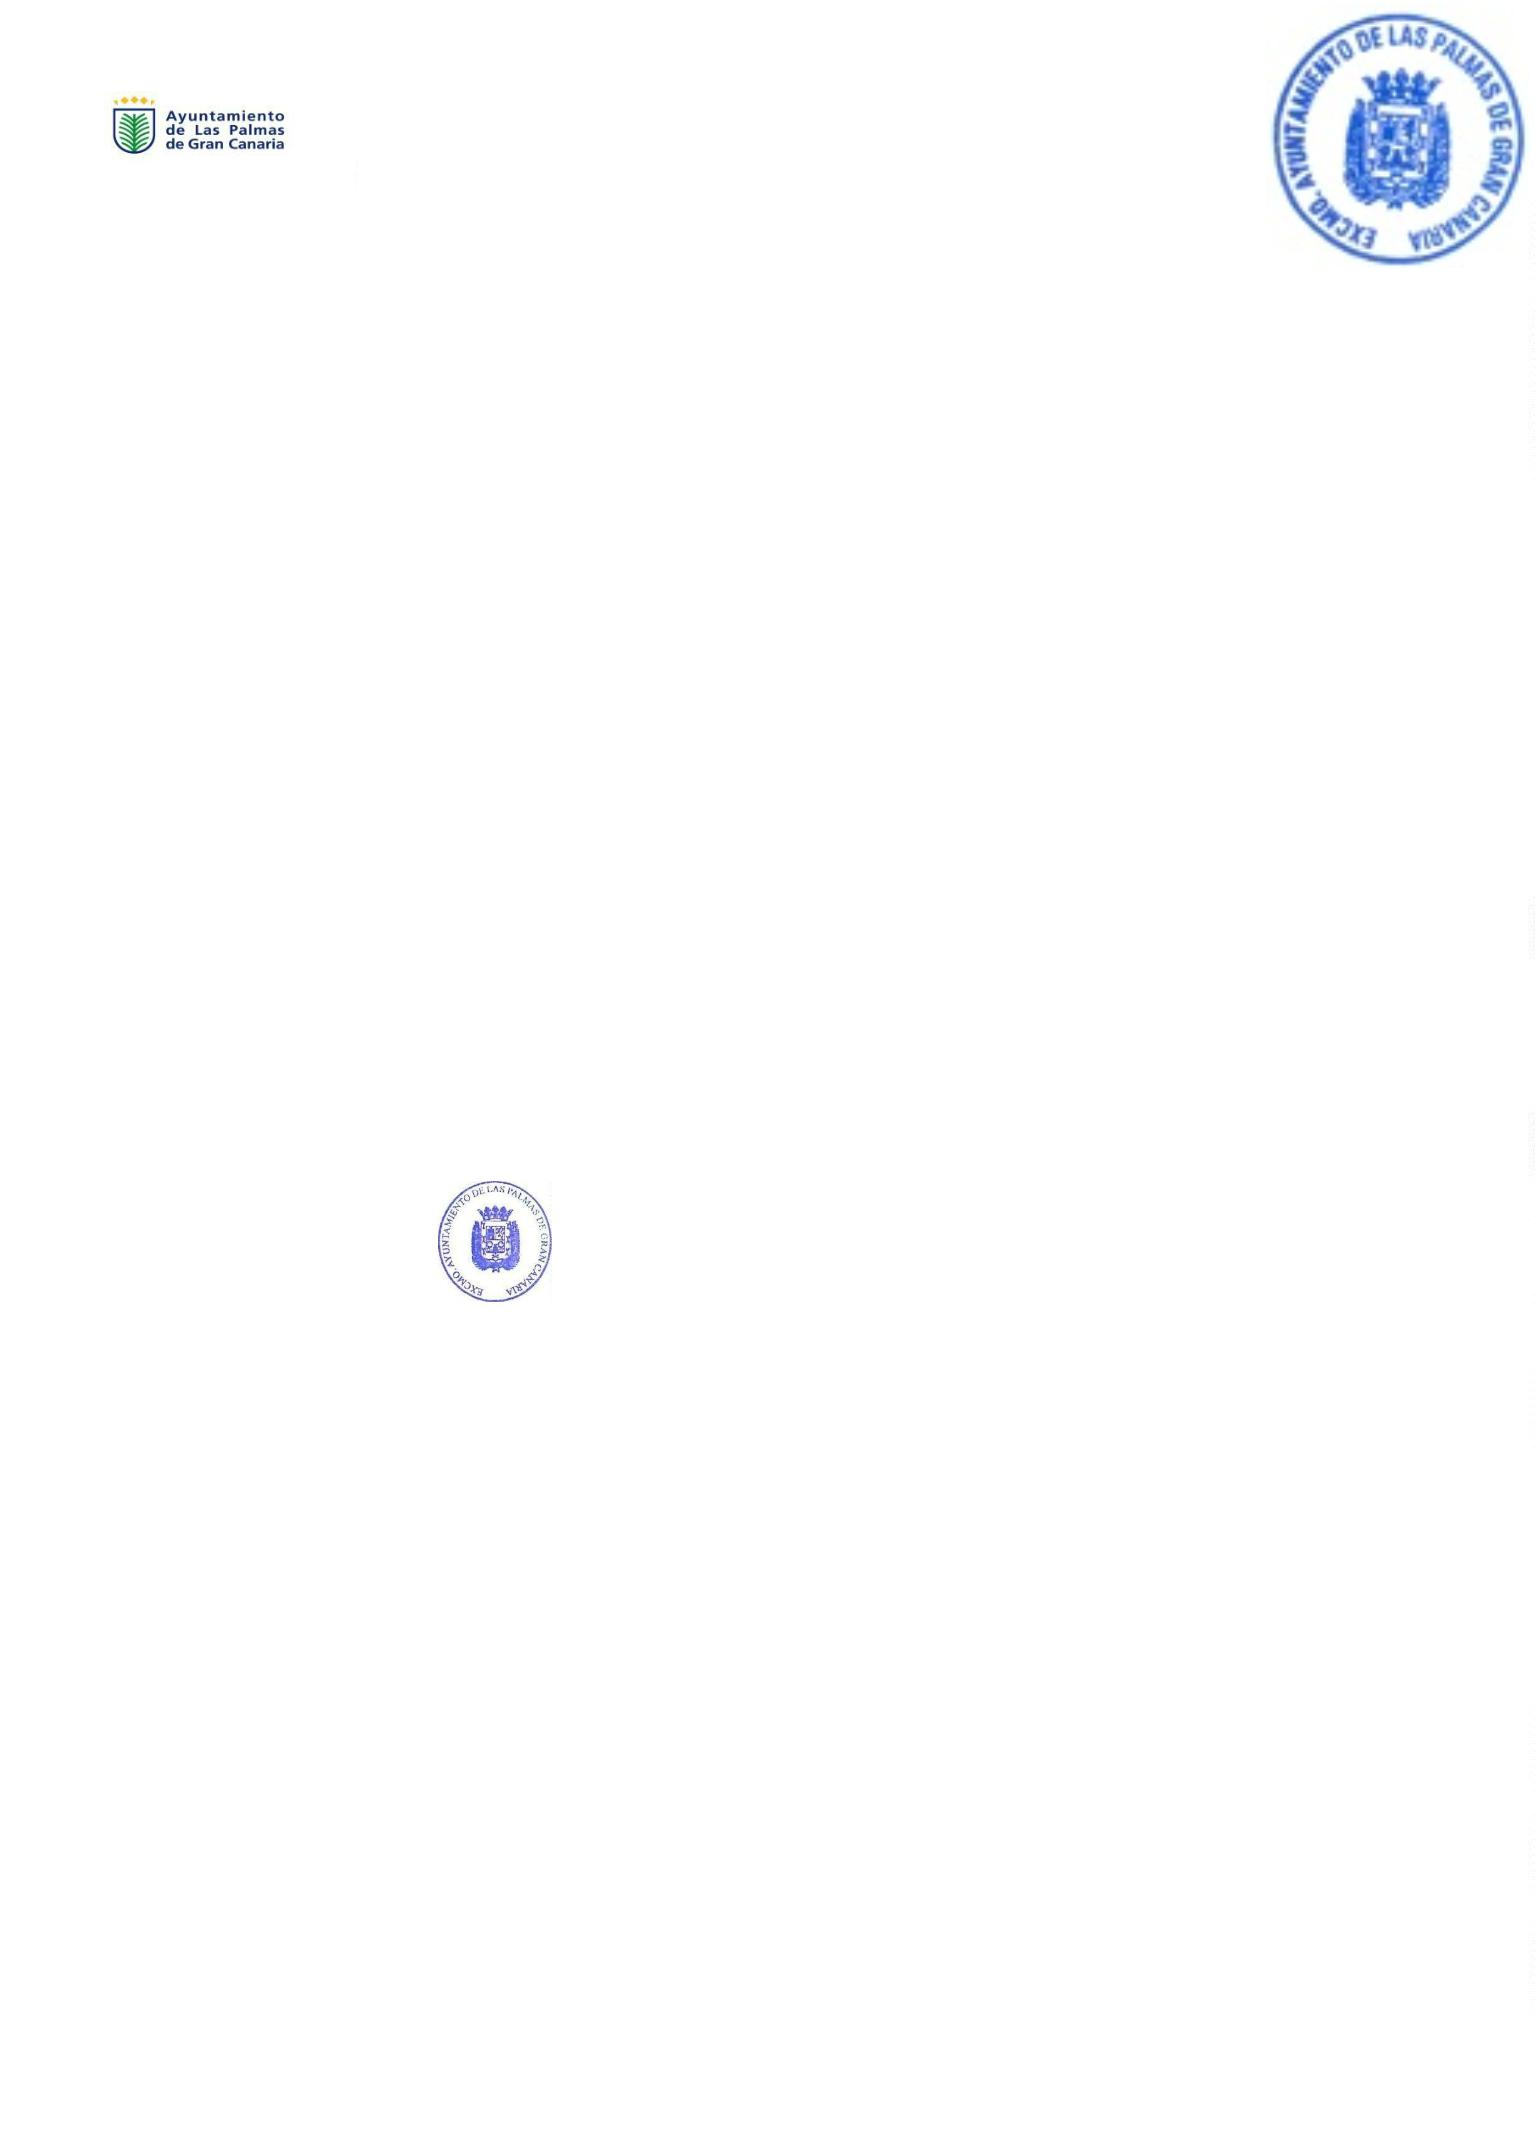 Ayuntamiento
de Las Palmas
de Gran Canaria
EXCMO. AYUNTAMIENTO DE LAS PALMAS DE GRAN CANARIA
EXCMO. AYUNTAMIENTO DE LAS PALMAS DE GRAN CANARIA